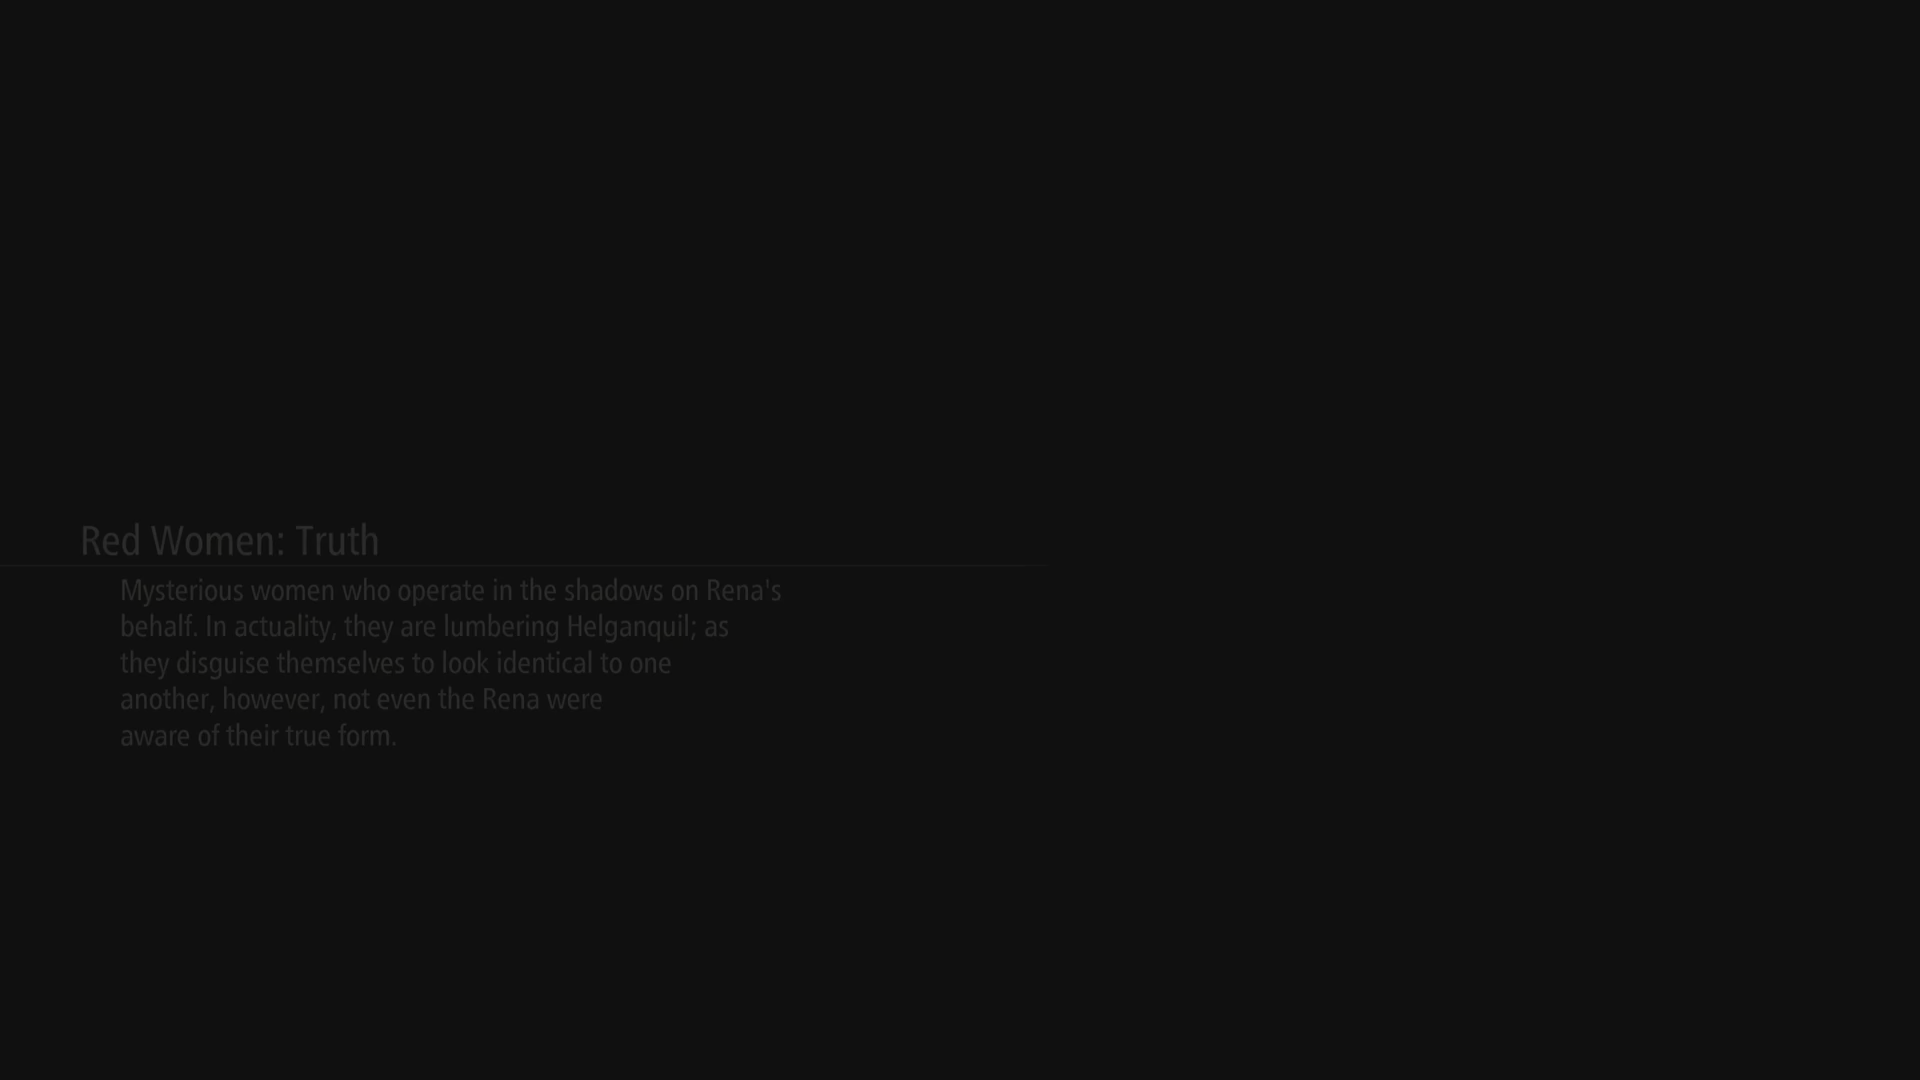 Red Women: Truth
Mysterious women who operate in the shadows on Rena's
behalf. In actuality, they are lumbering Helganquil; as
they disguise themselves to look identical to one
another, however, not even the Rena were
aware of their true form.